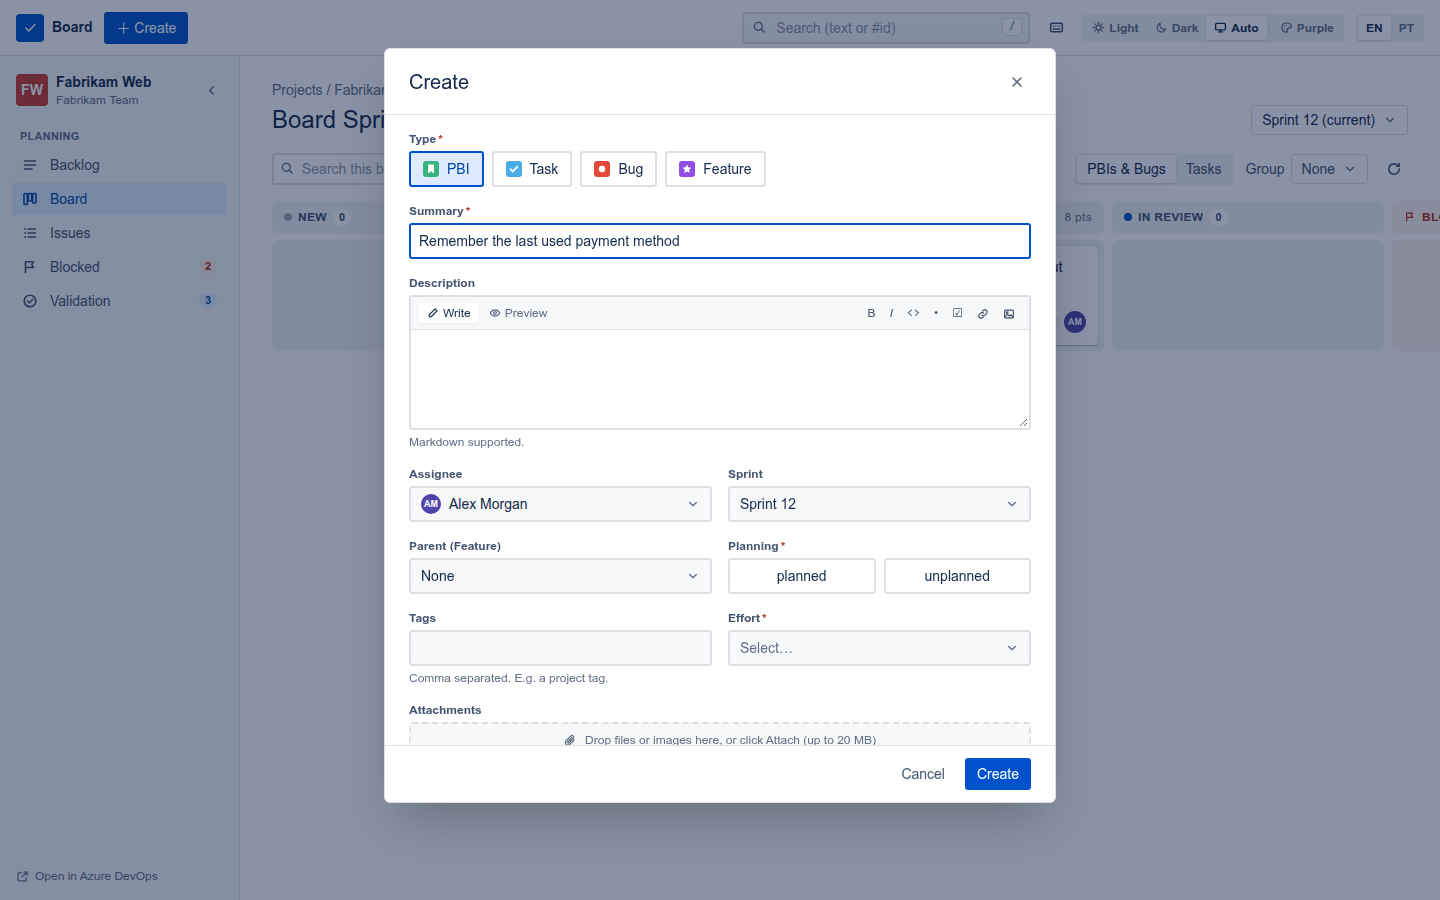 Board
Create
Search (text or #id)
/
Light
Dark
Auto
Purple
EN
PT
FW
Fabrikam Web
Fabrikam Team
PLANNING
Backlog
Board
Issues
Blocked
2
Validation
3
Open in Azure DevOps
Projects / Fabrikam
Board Spri
Sprint 12 (current)
Search this b
PBIs & Bugs
Tasks
Group
None
NEW
0
8 pts
IN REVIEW
0
BLO
ut
AM
Create
Type *
PBI
Task
Bug
Feature
Summary *
Remember the last used payment method
Description
Write
Preview
B
I
<>
•
Markdown supported.
Assignee
Sprint
AM
Alex Morgan
Sprint 12
Parent (Feature)
Planning *
None
planned
unplanned
Tags
Effort *
Select...
Comma separated. E.g. a project tag.
Attachments
Drop files or images here, or click Attach (up to 20 MB)
Cancel
Create